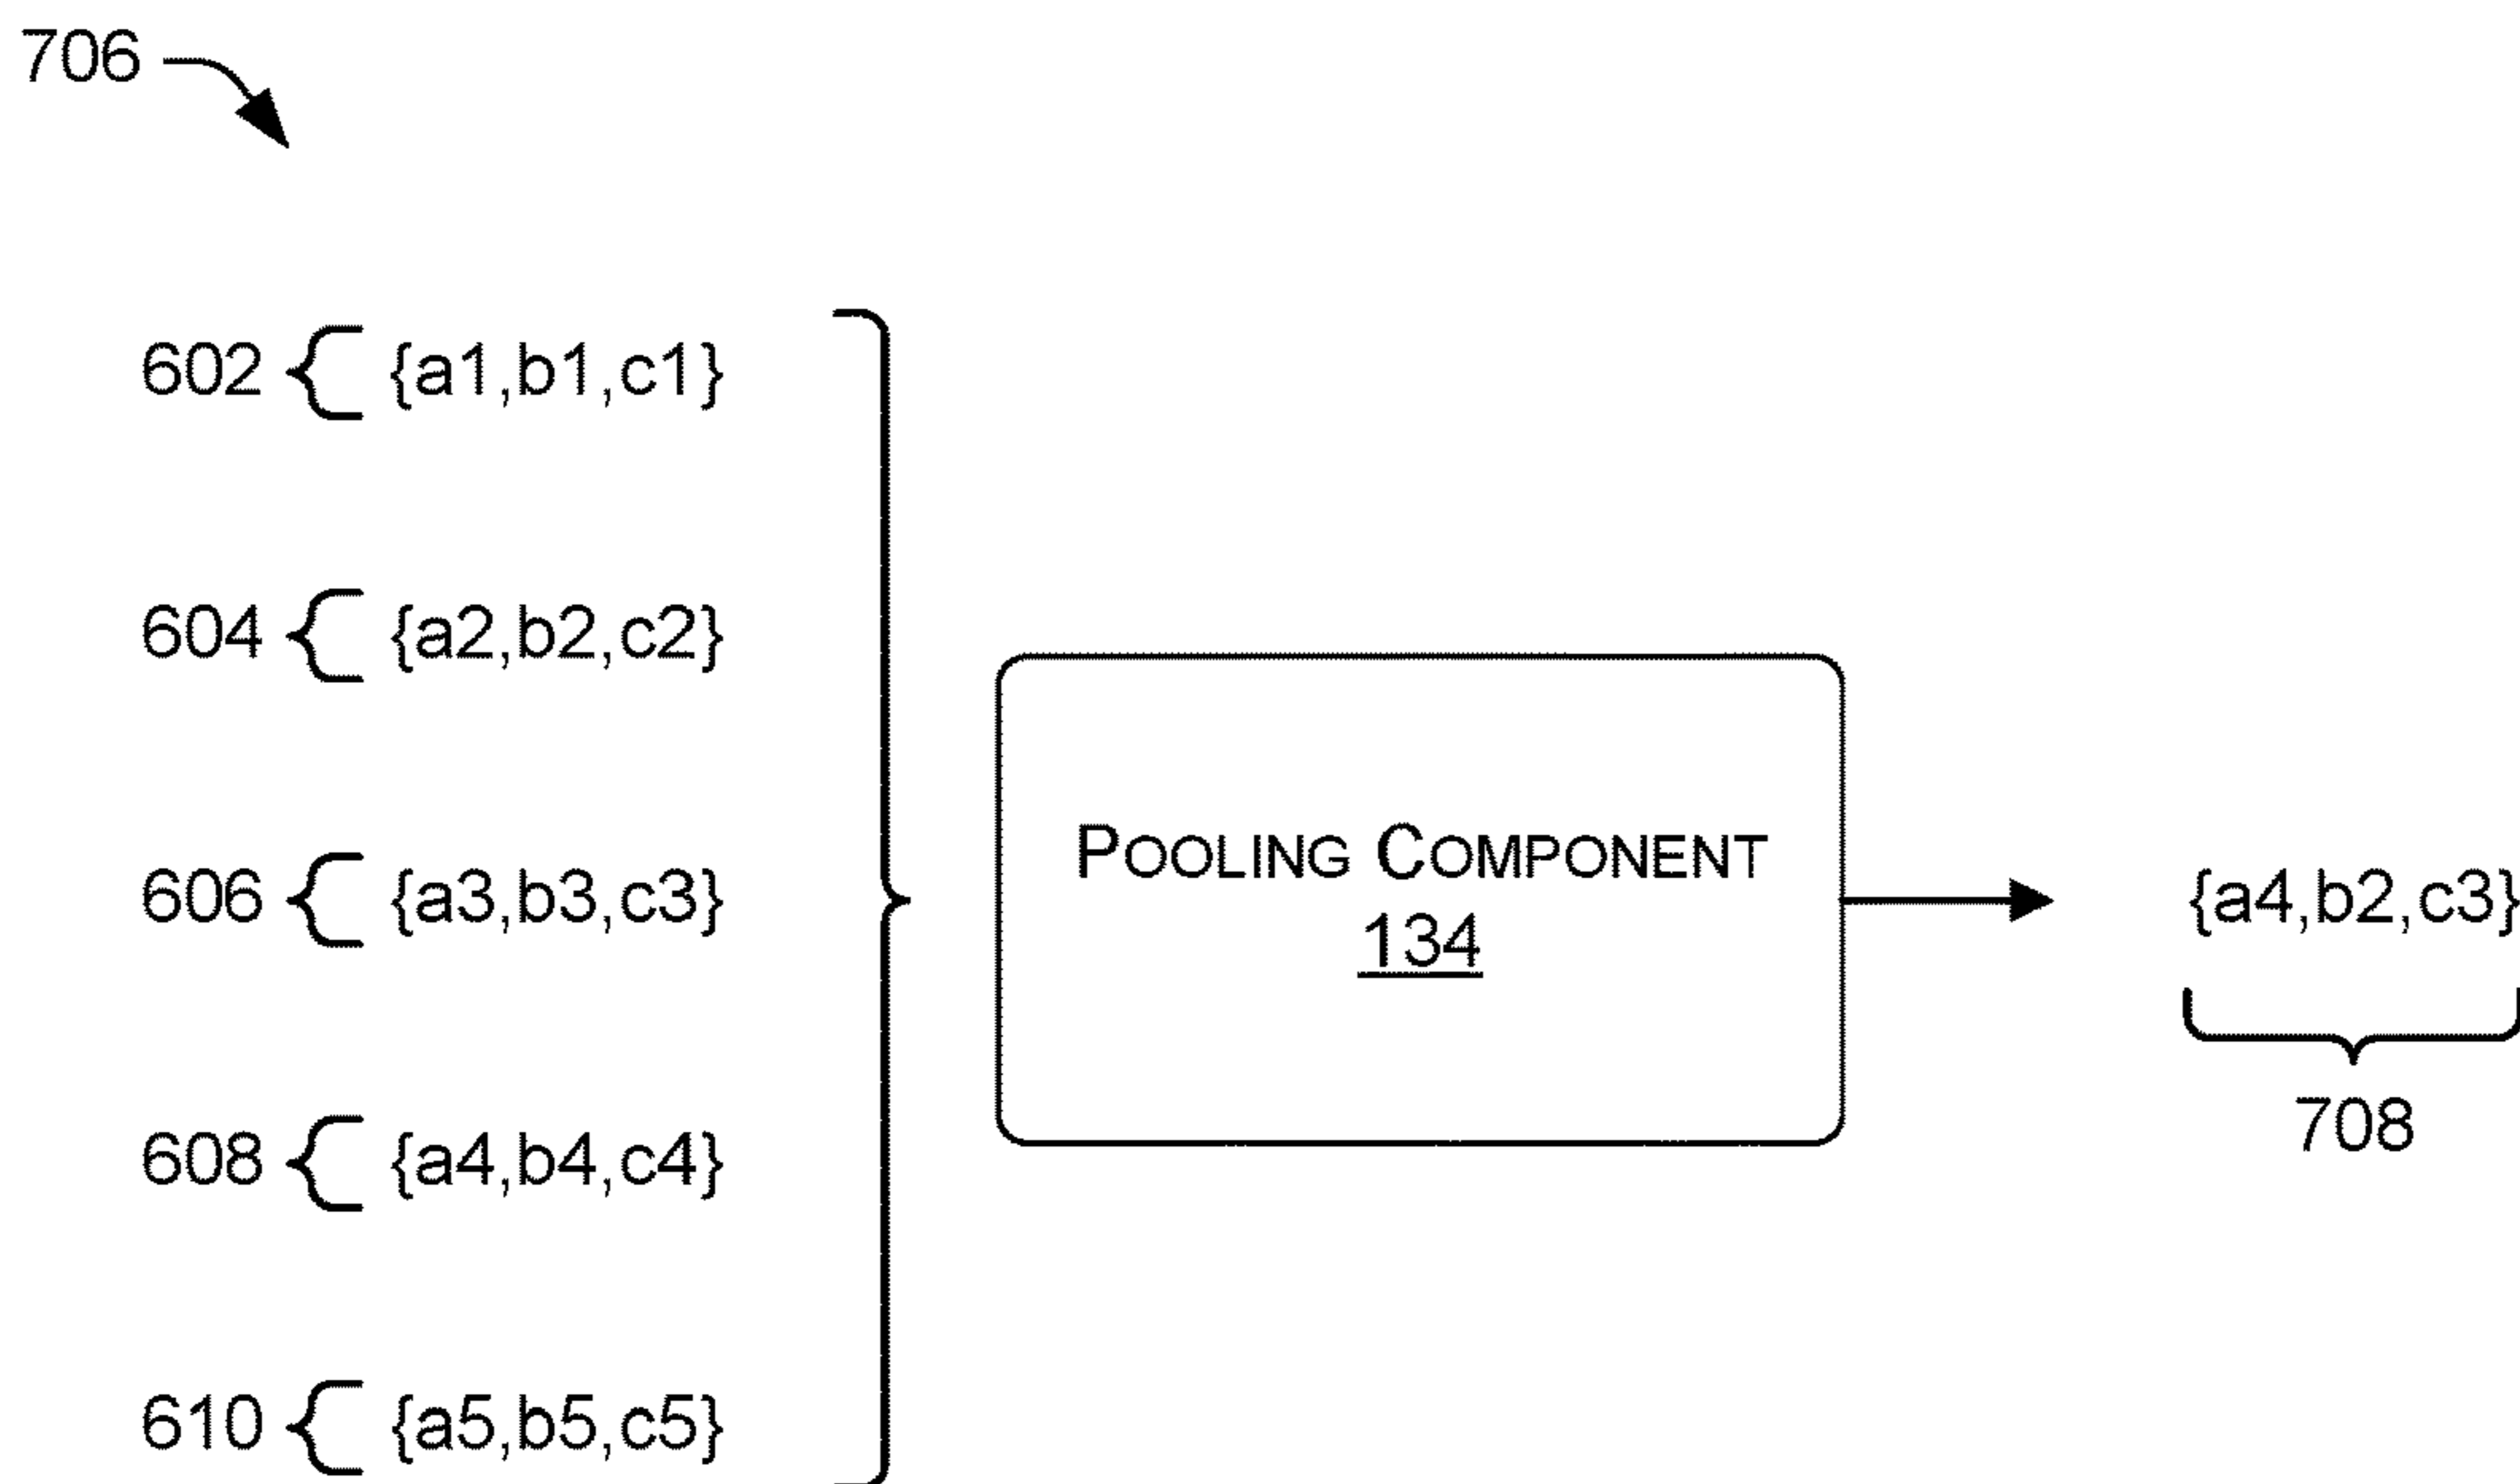 706
602 {a1,b1,c1}
604 {a2,b2,c2}
606 {a3,b3,c3}
608 {a4,b4,c4}
610 {a5,b5,c5}
POOLING COMPONENT
134
{a4,b2,c3}
708